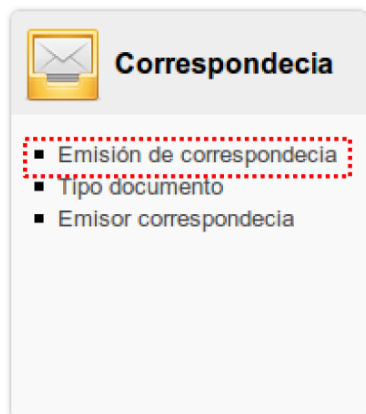 Correspondecia
Emisión de correspondecia
Tipo documento
Emisor correspondecia